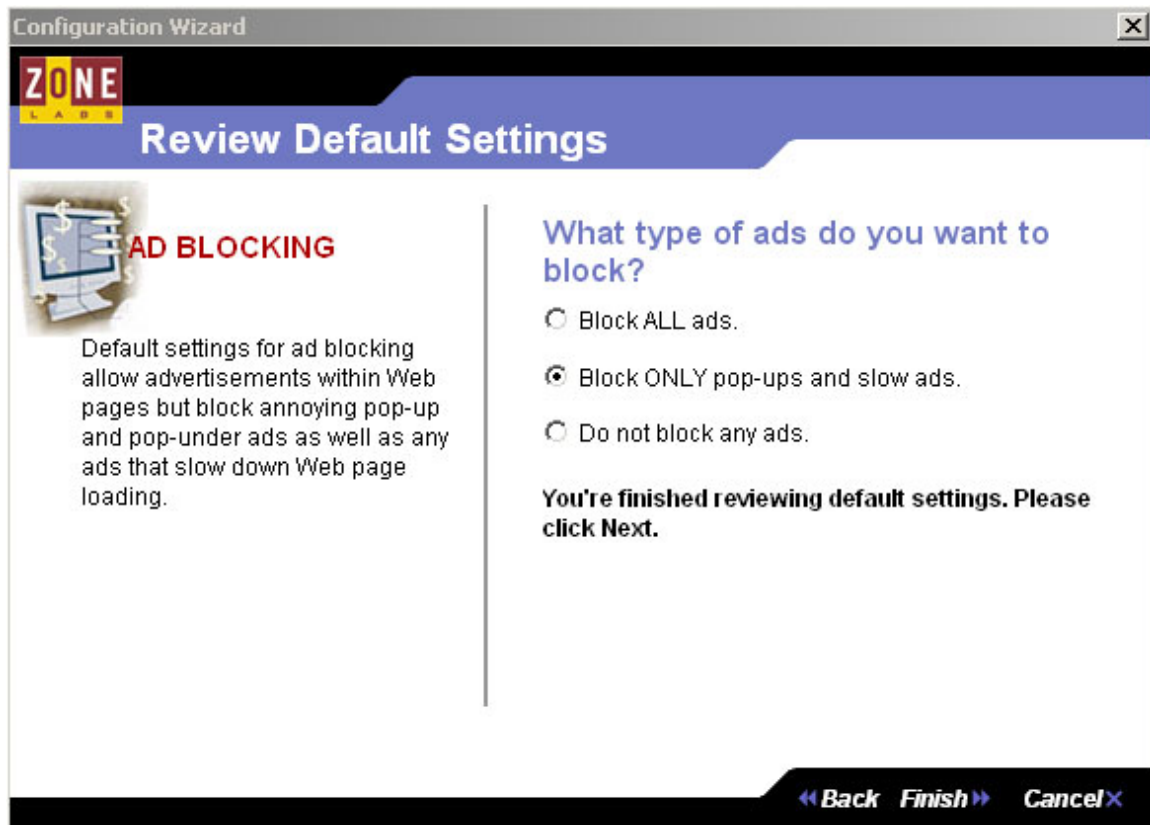 Configuration Wizard
ZONE
LABS
Review Default Settings
AD BLOCKING
Default settings for ad blocking
allow advertisements within Web
pages but block annoying pop-up
and pop-under ads as well as any
ads that slow down Web page
loading.
What type of ads do you want to
block?
Block ALL ads.
Block ONLY pop-ups and slow ads.
Do not block any ads.
You're finished reviewing default settings. Please
click Next.
Back Finish Cancel